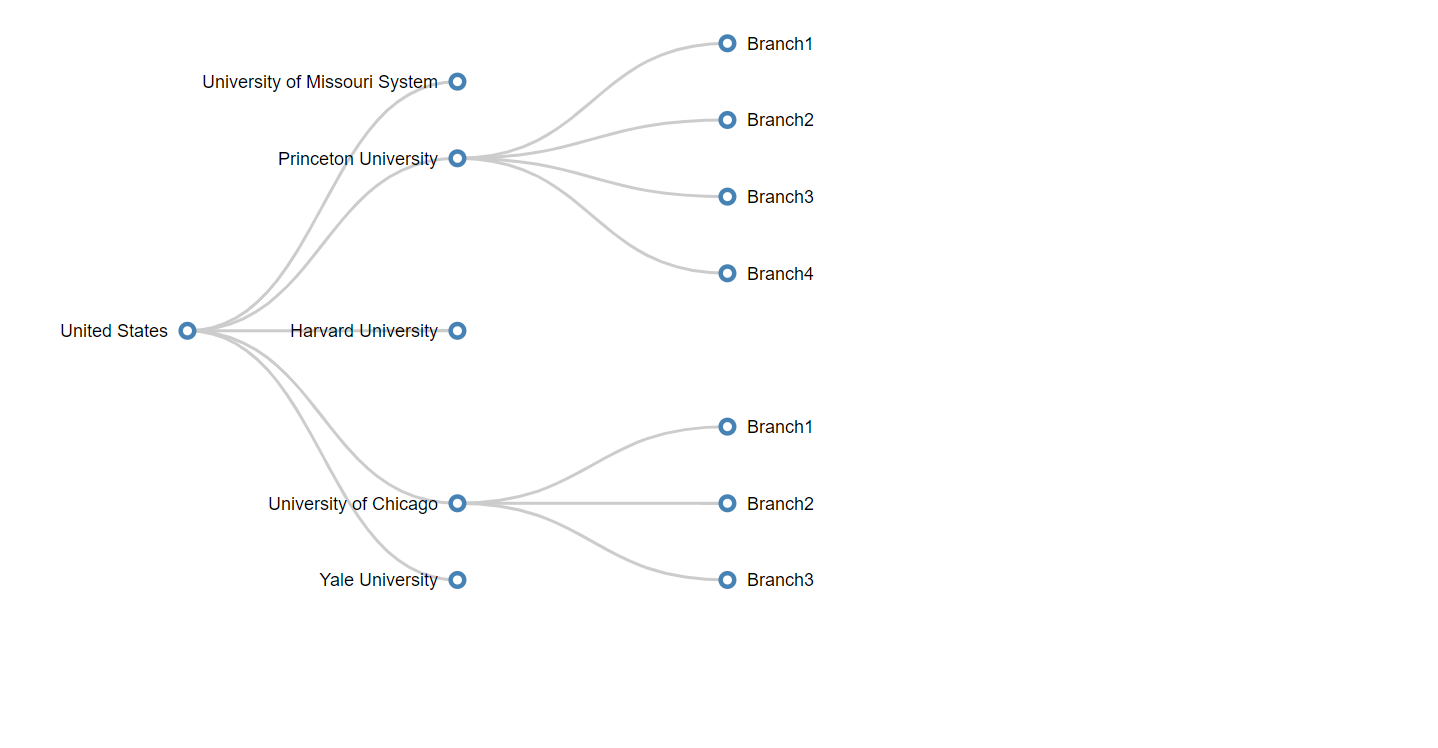 Branch1
University of Missouri System
Branch2
Princeton University
Branch3
Branch4
United States
Harvard University
Branch1
University of Chicago
Branch2
Yale University
Branch3